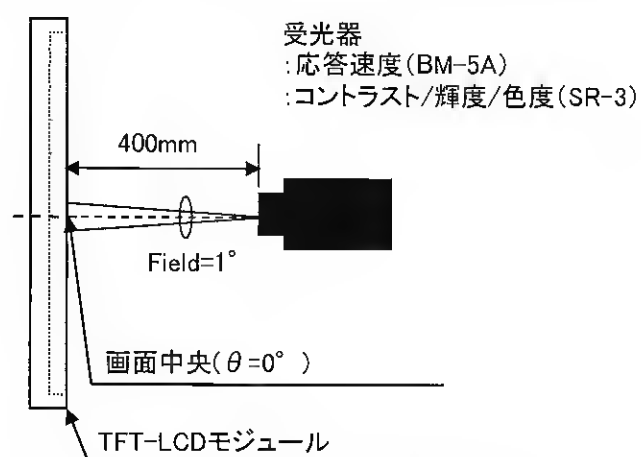 受光器
:応答速度(BM-5A)
:コントラスト/輝度/色度(SR-3)
400mm
Field=1°
画面中央(θ=0°)
TFT-LCDモジュール